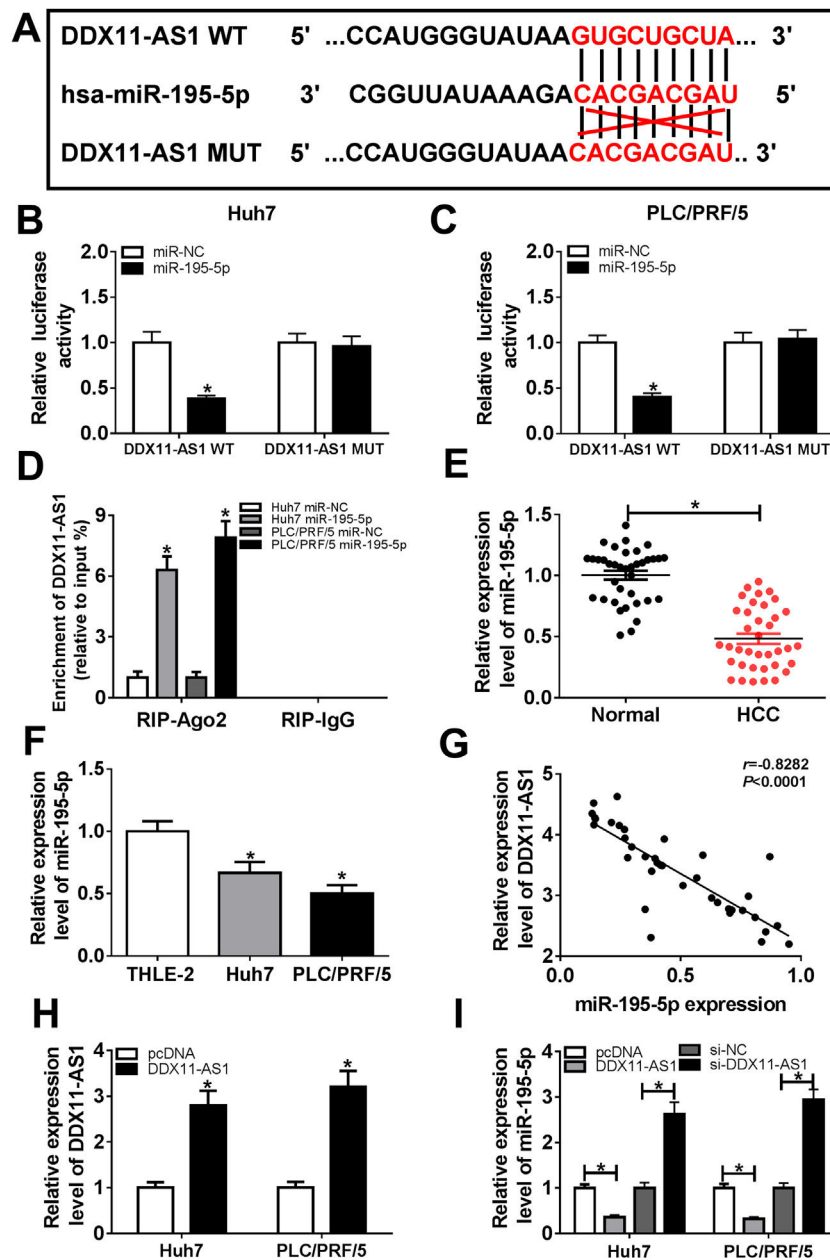 A
DDX11-AS1 WT 5' ...CCAUGGGUAUAAGUGCUGCUA... 3'
hsa-miR-195-5p 3' CGGUUAUAAAGACACGACGAU 5'
DDX11-AS1 MUT 5' ...CCAUGGGUAUAACACGACGAU.. 3'
B
Huh7
miR-NC
miR-195-5p
Relative luciferase
activity
2.0
1.5
1.0
0.5
0.0
*
DDX11-AS1 WT DDX11-AS1 MUT
C
PLC/PRF/5
miR-NC
miR-195-5p
Relative luciferase
activity
2.0
1.5
1.0
0.5
0.0
*
DDX11-AS1 WT DDX11-AS1 MUT
D
Enrichment of DDX11-AS1
(relative to input %)
9
6
3
0
Huh7 miR-NC
Huh7 miR-195-5p
PLC/PRF/5 miR-NC
PLC/PRF/5 miR-195-5p
* *
RIP-Ago2 RIP-IgG
E
Relative expression
level of miR-195-5p
1.5
1.0
0.5
0.0
*
Normal HCC
F
Relative expression
level of miR-195-5p
1.5
1.0
0.5
0.0
* *
THLE-2 Huh7 PLC/PRF/5
G
Relative expression
level of DDX11-AS1
5
4
3
2
1
r=-0.8282
P<0.0001
0.0 0.5 1.0
miR-195-5p expression
H
Relative expression
level of DDX11-AS1
4
3
2
1
0
pcDNA
DDX11-AS1
* *
Huh7 PLC/PRF/5
I
Relative expression
level of miR-195-5p
4
3
2
1
0
pcDNA si-NC
DDX11-AS1 si-DDX11-AS1
* * * *
Huh7 PLC/PRF/5